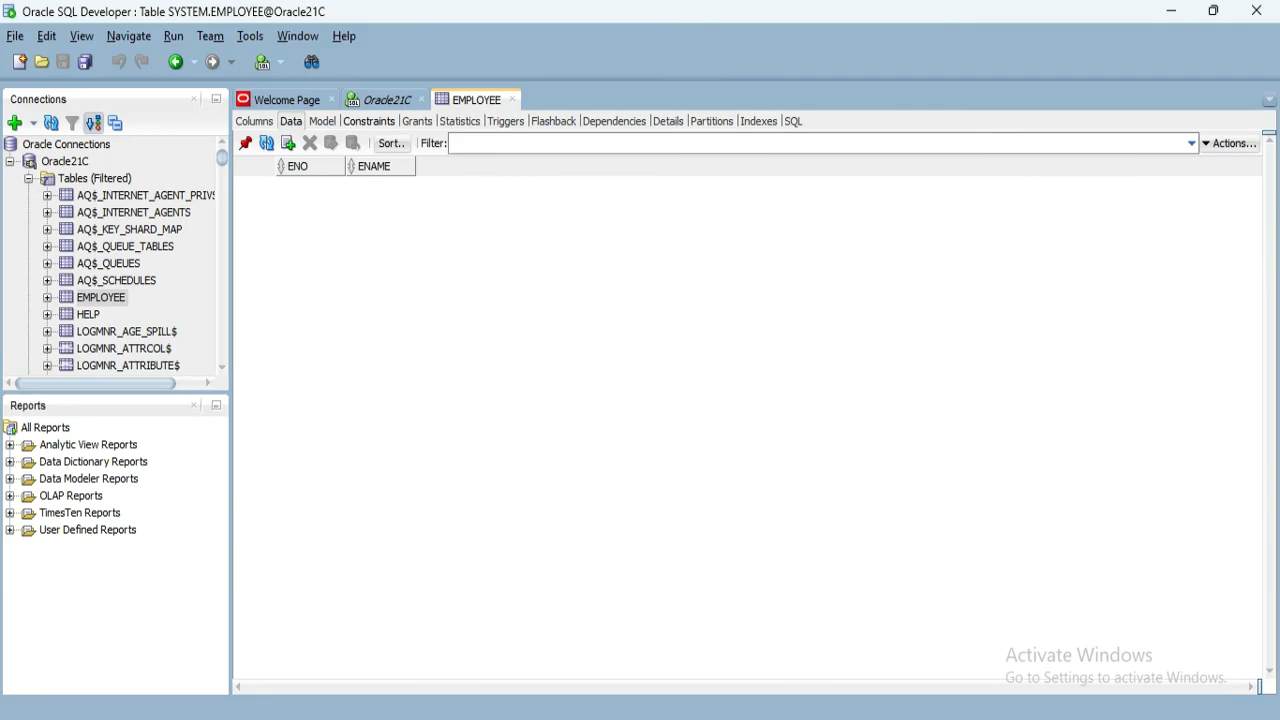 Oracle SQL Developer : Table SYSTEM.EMPLOYEE@Oracle21C
File Edit View Navigate Run Team Tools Window Help
Connections
Oracle Connections
Oracle21C
Tables (Filtered)
AQ$_INTERNET_AGENT_PRIVS
AQ$_INTERNET_AGENTS
AQ$_KEY_SHARD_MAP
AQ$_QUEUE_TABLES
AQ$_QUEUES
AQ$_SCHEDULES
EMPLOYEE
HELP
LOGMNR_AGE_SPILL$
LOGMNR_ATTRCOL$
LOGMNR_ATTRIBUTE$
Reports
All Reports
Analytic View Reports
Data Dictionary Reports
Data Modeler Reports
OLAP Reports
TimesTen Reports
User Defined Reports
Welcome Page Oracle21C EMPLOYEE
Columns Data Model Constraints Grants Statistics Triggers Flashback Dependencies Details Partitions Indexes SQL
Sort.. Filter: Actions...
ENO ENAME
Activate Windows
Go to Settings to activate Windows.